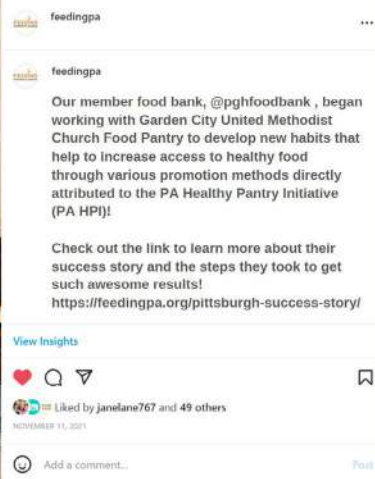 feedingpa
feedingpa
Our member food bank, @pghfoodbank , began
working with Garden City United Methodist
Church Food Pantry to develop new habits that
help to increase access to healthy food
through various promotion methods directly
attributed to the PA Healthy Pantry Initiative
(PA HPI)!
Check out the link to learn more about their
success story and the steps they took to get
such awesome results!
https://feedingpa.org/pittsburgh-success-story/
View Insights
Liked by janelane767 and 49 others
NOVEMBER 11, 2021
Add a comment...
Post